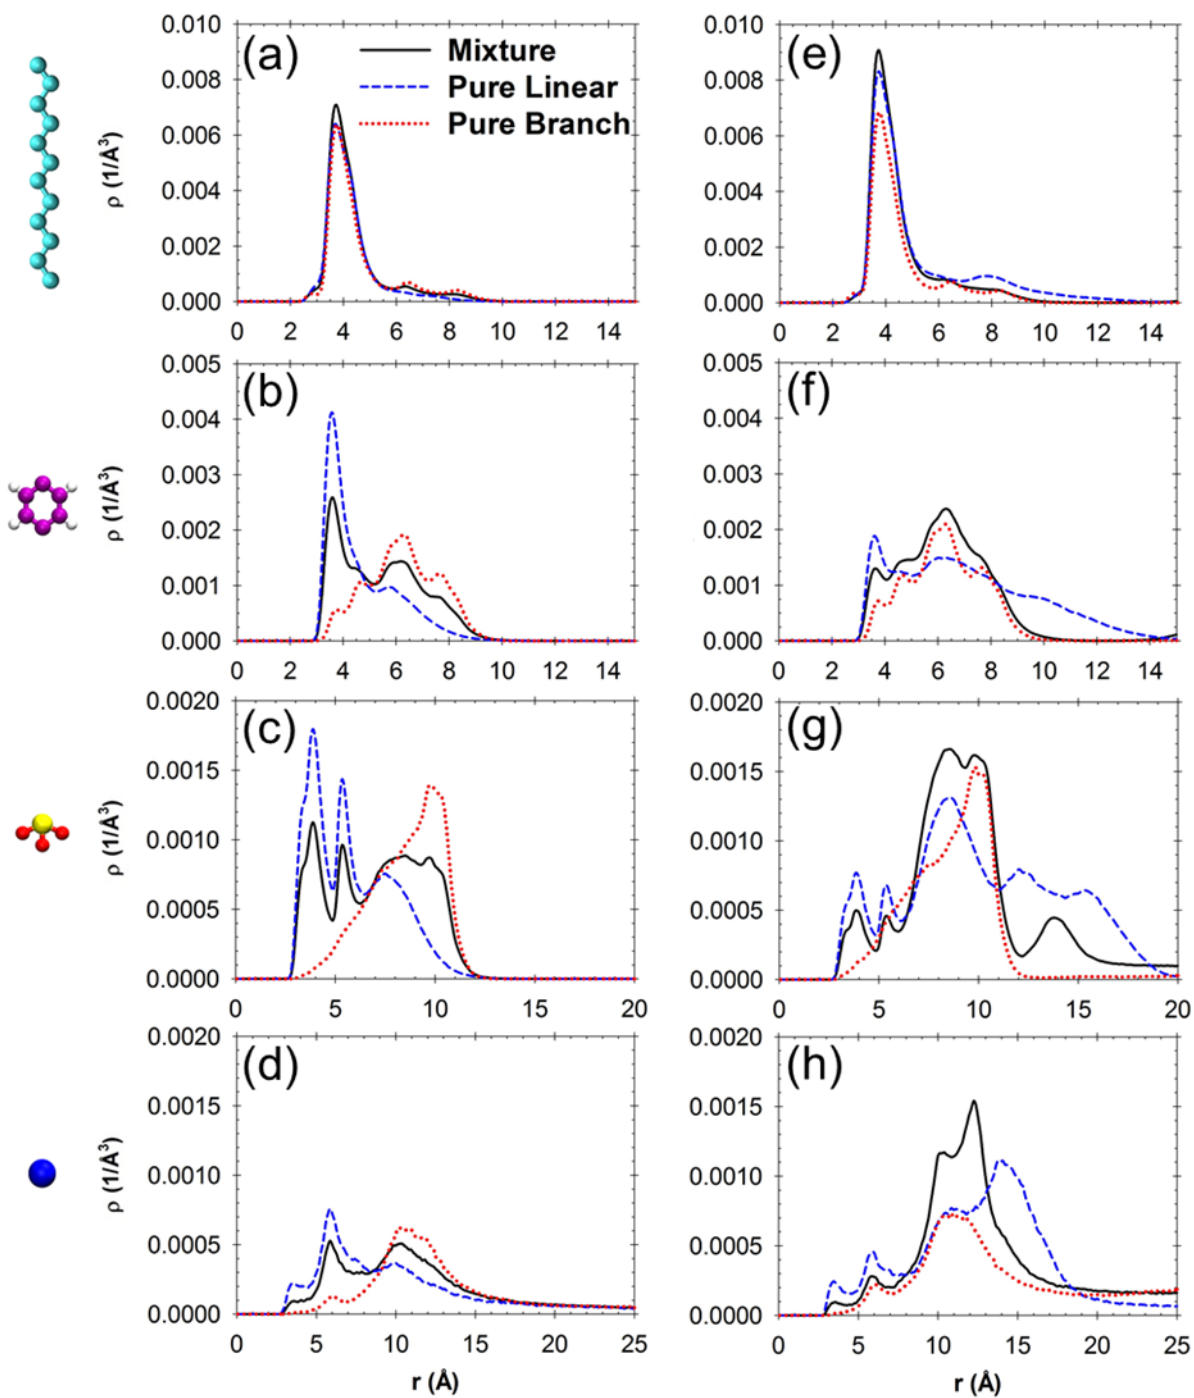 (a)
Mixture
Pure Linear
Pure Branch
ρ (1/Å³)
0.010
0.008
0.006
0.004
0.002
0.000
0 2 4 6 8 10 12 14
(e)
0.010
0.008
0.006
0.004
0.002
0.000
0 2 4 6 8 10 12 14
(b)
ρ (1/Å³)
0.005
0.004
0.003
0.002
0.001
0.000
0 2 4 6 8 10 12 14
(f)
0.005
0.004
0.003
0.002
0.001
0.000
0 2 4 6 8 10 12 14
(c)
ρ (1/Å³)
0.0020
0.0015
0.0010
0.0005
0.0000
0 5 10 15 20
(g)
0.0020
0.0015
0.0010
0.0005
0.0000
0 5 10 15 20
(d)
ρ (1/Å³)
0.0020
0.0015
0.0010
0.0005
0.0000
0 5 10 15 20 25
r (Å)
(h)
0.0020
0.0015
0.0010
0.0005
0.0000
0 5 10 15 20 25
r (Å)